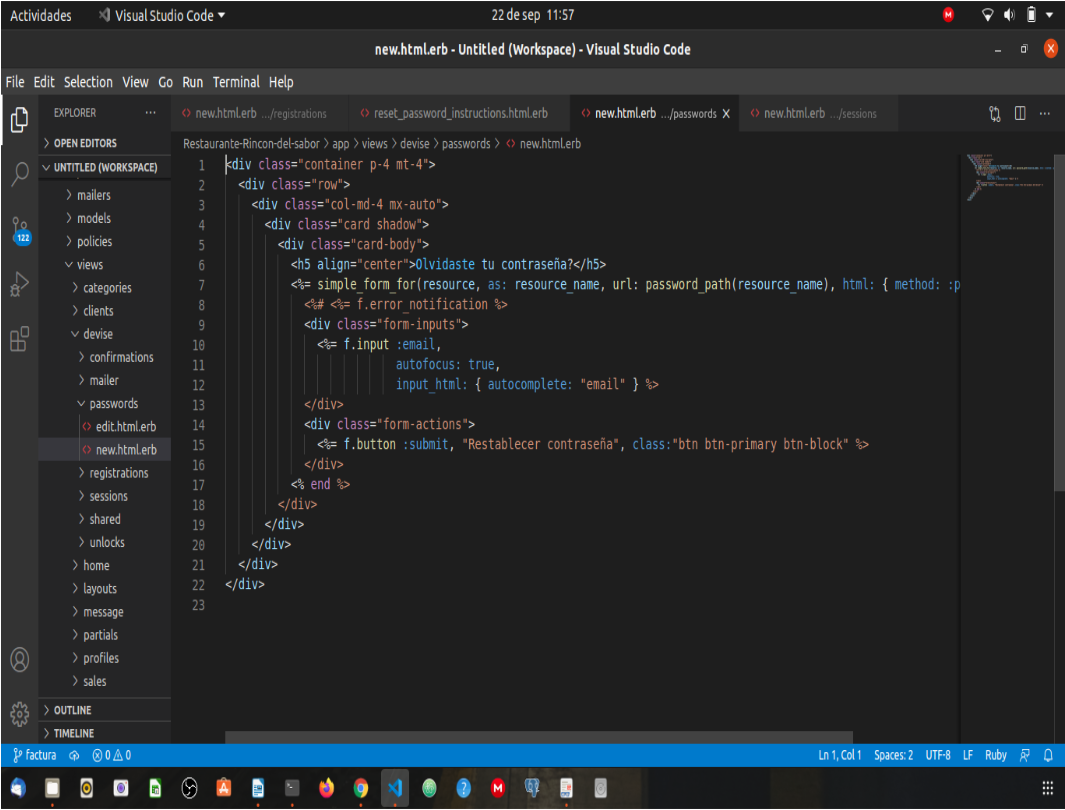 Actividades Visual Studio Code 22 de sep 11:57 M
new.html.erb - Untitled (Workspace) - Visual Studio Code
File Edit Selection View Go Run Terminal Help
EXPLORER ··· new.html.erb .../registrations reset_password_instructions.html.erb new.html.erb .../passwords X new.html.erb .../sessions ···
OPEN EDITORS
UNTITLED (WORKSPACE)
mailers
models
policies
views
categories
clients
devise
confirmations
mailer
passwords
edit.html.erb
new.html.erb
registrations
sessions
shared
unlocks
home
layouts
message
partials
profiles
sales
OUTLINE
TIMELINE
122
Restaurante-Rincon-del-sabor > app > views > devise > passwords > new.html.erb
1 <div class="container p-4 mt-4">
2 <div class="row">
3 <div class="col-md-4 mx-auto">
4 <div class="card shadow">
5 <div class="card-body">
6 <h5 align="center">Olvidaste tu contraseña?</h5>
7 <%= simple_form_for(resource, as: resource_name, url: password_path(resource_name), html: { method: :p
8 <%# <%= f.error_notification %>
9 <div class="form-inputs">
10 <%= f.input :email,
11 autofocus: true,
12 input_html: { autocomplete: "email" } %>
13 </div>
14 <div class="form-actions">
15 <%= f.button :submit, "Restablecer contraseña", class:"btn btn-primary btn-block" %>
16 </div>
17 <% end %>
18 </div>
19 </div>
20 </div>
21 </div>
22 </div>
23
factura 0 0 Ln 1, Col 1 Spaces: 2 UTF-8 LF Ruby